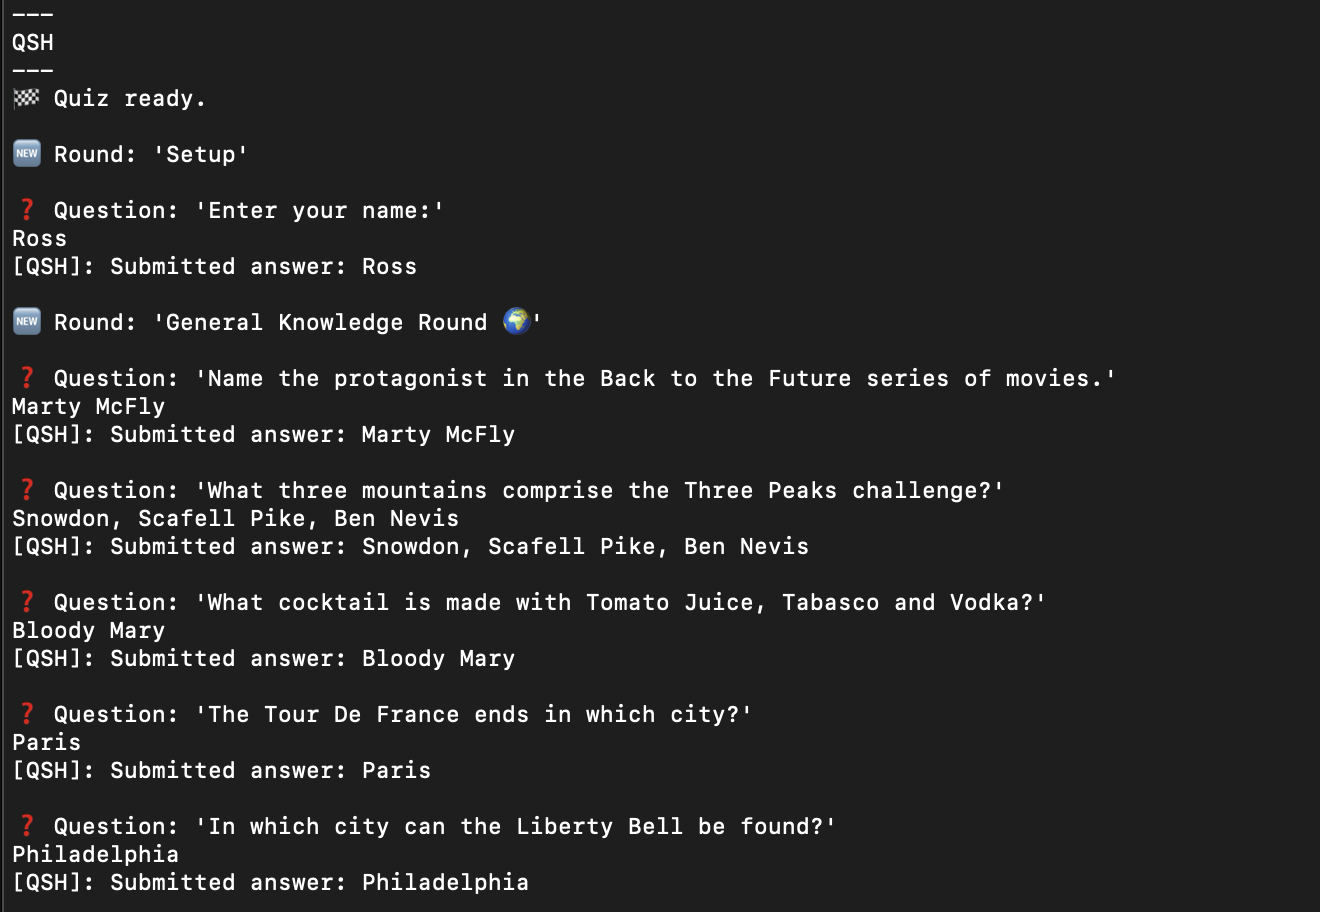 ---
QSH
---
🏁 Quiz ready.
🆕 Round: 'Setup'
❓ Question: 'Enter your name:'
Ross
[QSH]: Submitted answer: Ross
🆕 Round: 'General Knowledge Round 🌍'
❓ Question: 'Name the protagonist in the Back to the Future series of movies.'
Marty McFly
[QSH]: Submitted answer: Marty McFly
❓ Question: 'What three mountains comprise the Three Peaks challenge?'
Snowdon, Scafell Pike, Ben Nevis
[QSH]: Submitted answer: Snowdon, Scafell Pike, Ben Nevis
❓ Question: 'What cocktail is made with Tomato Juice, Tabasco and Vodka?'
Bloody Mary
[QSH]: Submitted answer: Bloody Mary
❓ Question: 'The Tour De France ends in which city?'
Paris
[QSH]: Submitted answer: Paris
❓ Question: 'In which city can the Liberty Bell be found?'
Philadelphia
[QSH]: Submitted answer: Philadelphia